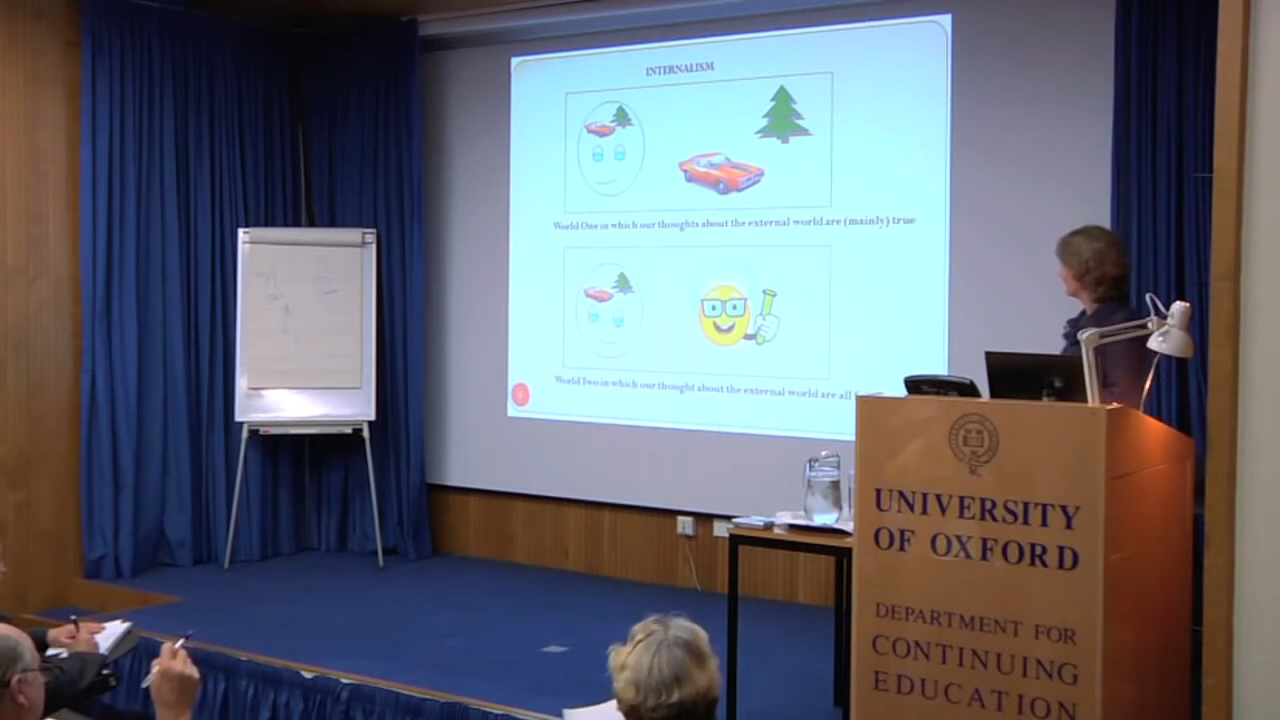 INTERNALISM
World One in which our thoughts about the external world are (mainly) true
World Two in which our thought about the external world are all
UNIVERSITY
OF OXFORD
DEPARTMENT FOR
CONTINUING
EDUCATION